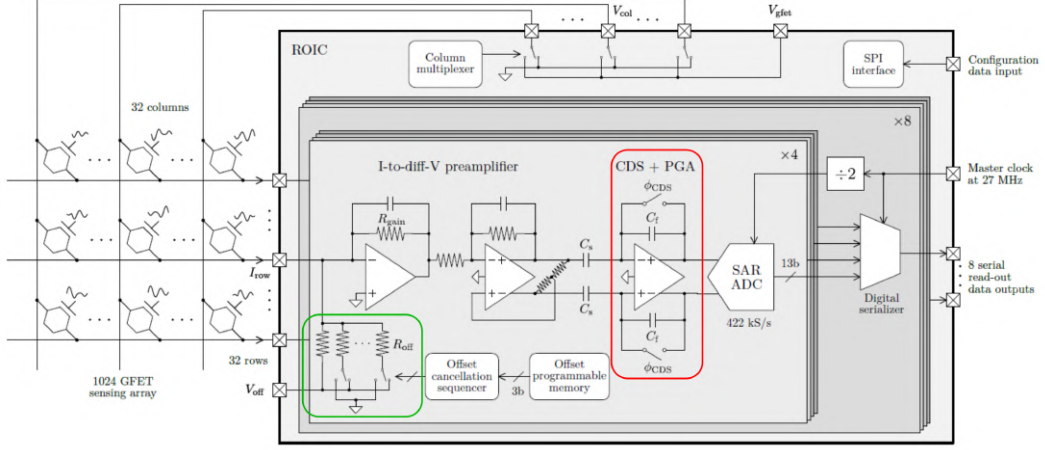 V_col
V_gfet
ROIC
Column
multiplexer
SPI
interface
Configuration
data input
32 columns
×8
×4
I-to-diff-V preamplifier
CDS + PGA
÷2
Master clock
at 27 MHz
ϕ_CDS
R_gain
C_f
C_s
I_row
SAR
ADC
13b
8 serial
read-out
data outputs
C_s
Digital
serializer
422 kS/s
C_f
R_off
ϕ_CDS
32 rows
Offset
cancellation
sequencer
3b
Offset
programmable
memory
V_off
1024 GFET
sensing array